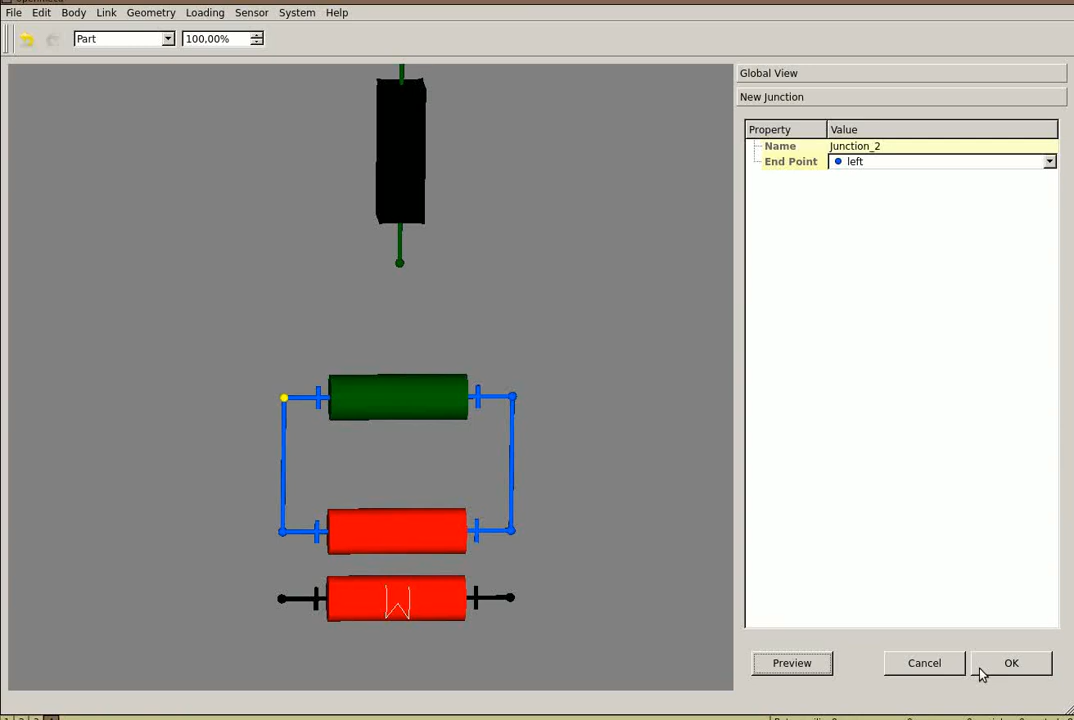 File Edit Body Link Geometry Loading Sensor System Help
Part 100,00%
Global View
New Junction
Property Value
Name Junction_2
End Point left
Preview Cancel OK